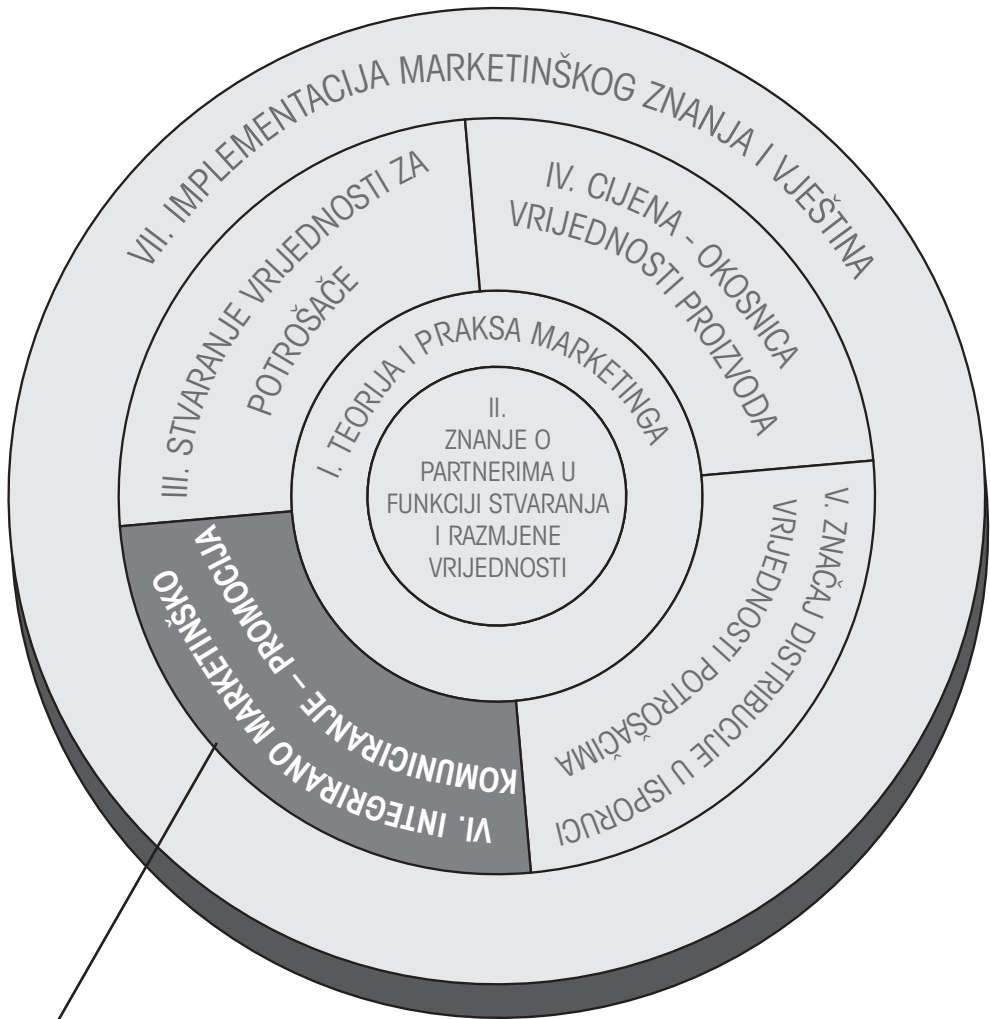 VII. IMPLEMENTACIJA MARKETINŠKOG ZNANJA I VJEŠTINA
III. STVARANJE VRIJEDNOSTI ZA
POTROŠAČE
IV. CIJENA - OKOSNICA
VRIJEDNOSTI PROIZVODA
I. TEORIJA I PRAKSA MARKETINGA
II.
ZNANJE O
PARTNERIMA U
FUNKCIJI STVARANJA
I RAZMJENE
VRIJEDNOSTI
V. ZNAČAJ DISTRIBUCIJE U ISPORUCI
VRIJEDNOSTI POTROŠAČIMA
VI. INTEGRIRANO MARKETINŠKO
KOMUNICIRANJE – PROMOCIJA